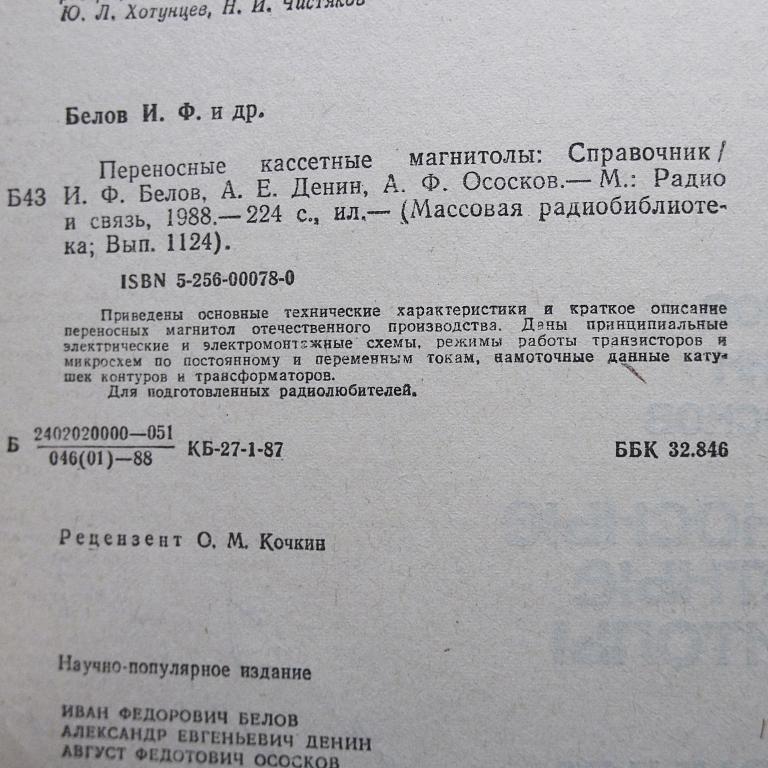 Ю. Л. Хотунцев, Н. И. Чистяков
Белов И. Ф. и др.
Переносные кассетные магнитолы: Справочник/
Б43 И. Ф. Белов, А. Е. Денин, А. Ф. Ососков.— М.: Радио
и связь, 1988.— 224 с., ил.— (Массовая радиобиблиоте-
ка; Вып. 1124).
ISBN 5-256-00078-0
Приведены основные технические характеристики и краткое описание
переносных магнитол отечественного производства. Даны принципиальные
электрические и электромонтажные схемы, режимы работы транзисторов и
микросхем по постоянному и переменным токам, намоточные данные кату-
шек контуров и трансформаторов.
Для подготовленных радиолюбителей.
Б 2402020000—051
046(01)—88 КБ-27-1-87 ББК 32.846
Рецензент О. М. Кочкин
Научно-популярное издание
ИВАН ФЕДОРОВИЧ БЕЛОВ
АЛЕКСАНДР ЕВГЕНЬЕВИЧ ДЕНИН
АВГУСТ ФЕДОТОВИЧ ОСОСКОВ